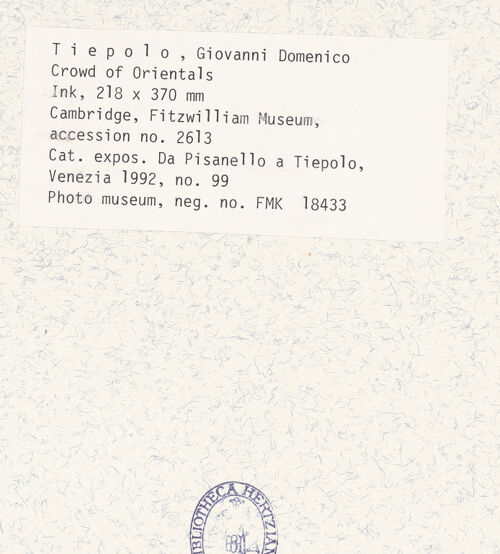 T i e p o l o , Giovanni Domenico
Crowd of Orientals
Ink, 218 x 370 mm
Cambridge, Fitzwilliam Museum,
accession no. 2613
Cat. expos. Da Pisanello a Tiepolo,
Venezia 1992, no. 99
Photo museum, neg. no. FMK  18433
BIBLIOTHECA HERTZIANA